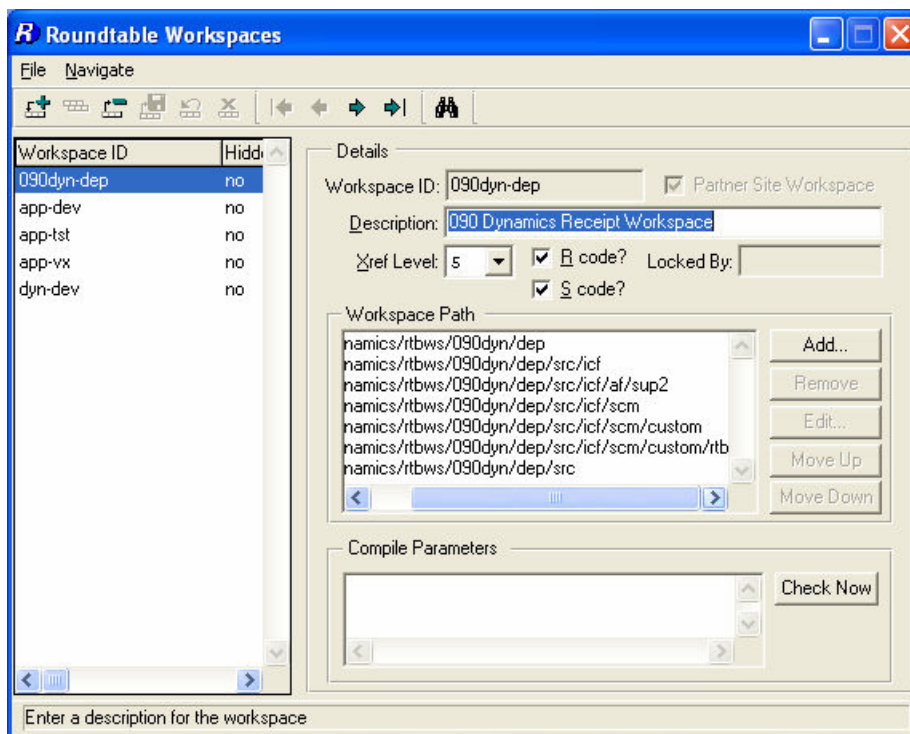 Roundtable Workspaces
File Navigate
Workspace ID Hidd
090dyn-dep no
app-dev no
app-tst no
app-vx no
dyn-dev no
Details
Workspace ID: 090dyn-dep Partner Site Workspace
Description: 090 Dynamics Receipt Workspace
Xref Level: 5 R code? Locked By:
S code?
Workspace Path
namics/rtbws/090dyn/dep
namics/rtbws/090dyn/dep/src/icf
namics/rtbws/090dyn/dep/src/icf/af/sup2
namics/rtbws/090dyn/dep/src/icf/scm
namics/rtbws/090dyn/dep/src/icf/scm/custom
namics/rtbws/090dyn/dep/src/icf/scm/custom/rtb
namics/rtbws/090dyn/dep/src
Add...
Remove
Edit...
Move Up
Move Down
Compile Parameters
Check Now
Enter a description for the workspace